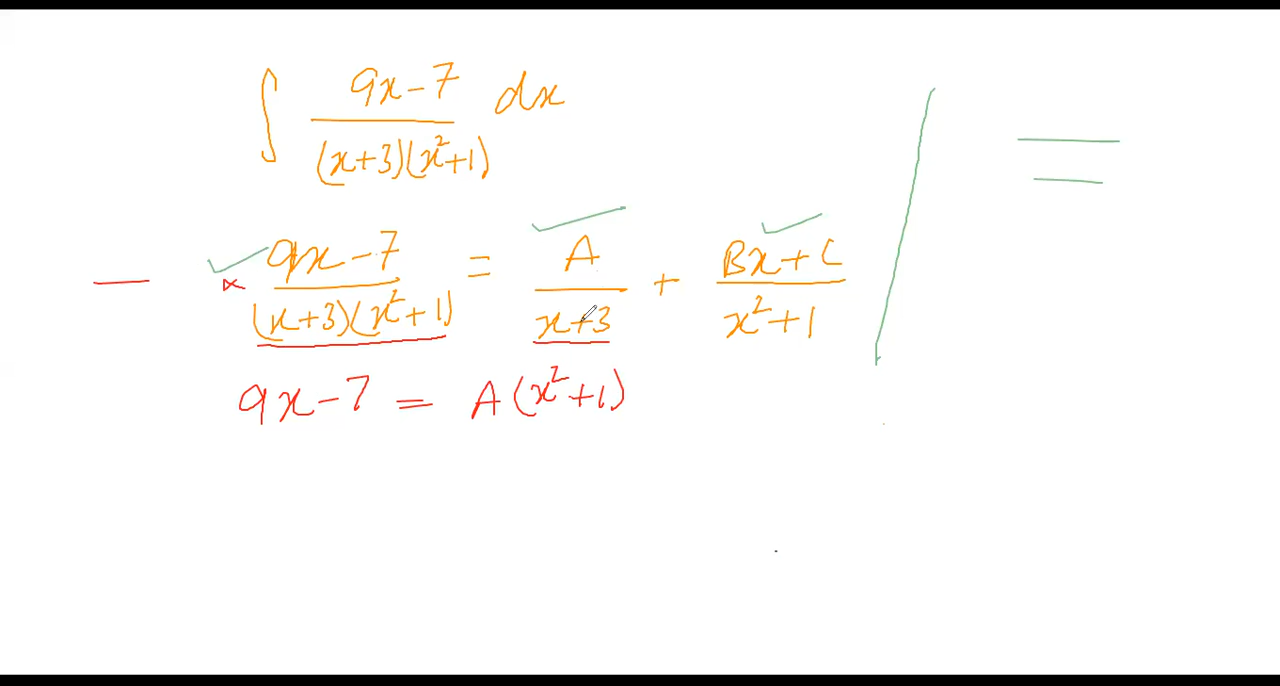 ∫ (9x-7)/((x+3)(x²+1)) dx
(9x-7)/((x+3)(x²+1)) = A/(x+3) + (Bx+C)/(x²+1)
9x-7 = A(x²+1)